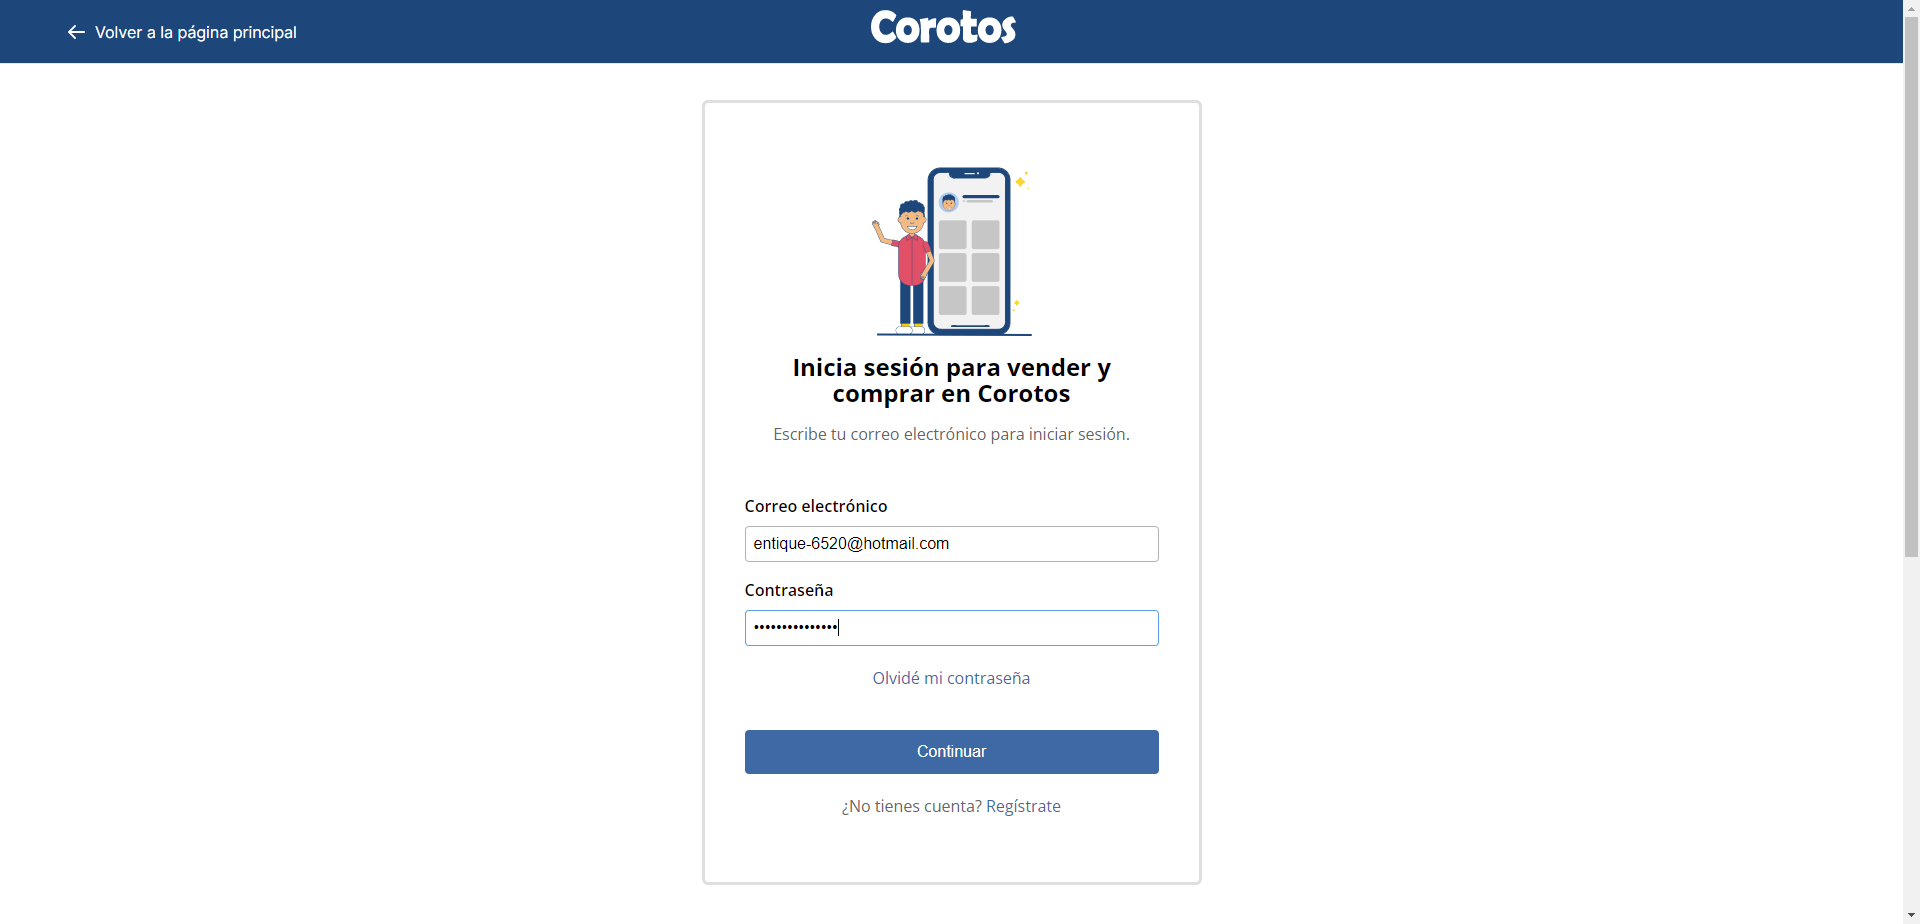 Volver a la página principal
Corotos
Inicia sesión para vender y
comprar en Corotos
Escribe tu correo electrónico para iniciar sesión.
Correo electrónico
entique-6520@hotmail.com
Contraseña
•••••••••••••••
Olvidé mi contraseña
Continuar
¿No tienes cuenta? Regístrate